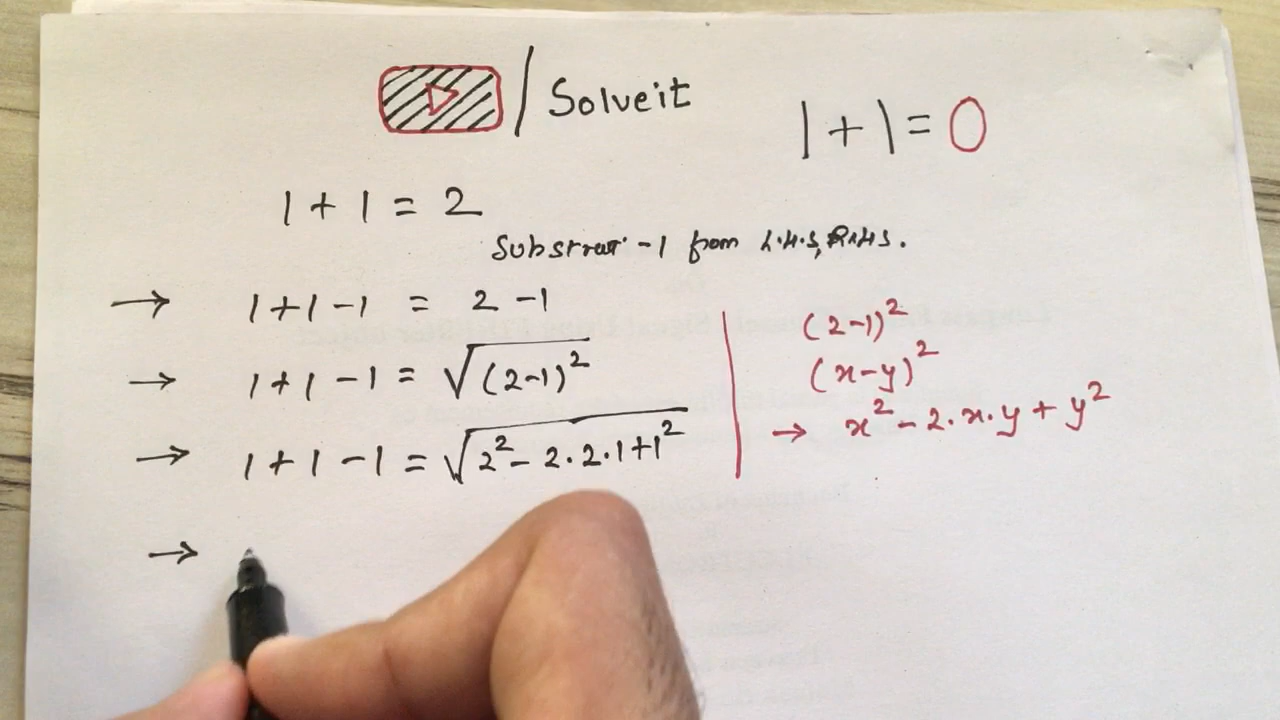 Solveit
1 + 1 = 0
1 + 1 = 2
Substrat -1 from L.H.S, R.H.S.
→ 1 + 1 - 1 = 2 - 1
→ 1 + 1 - 1 = √(2-1)²
→ 1 + 1 - 1 = √2² - 2·2·1 + 1²
→
(2-1)²
(x-y)²
→ x² - 2·x·y + y²